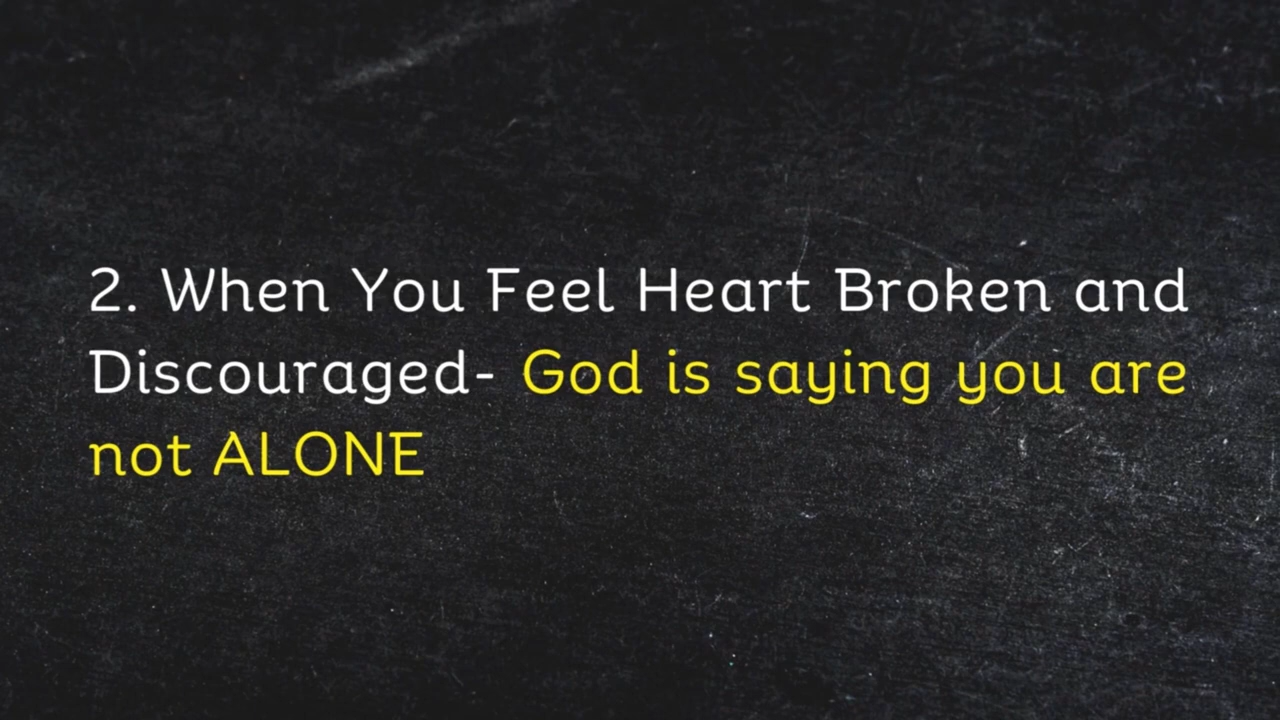 2. When You Feel Heart Broken and
Discouraged- God is saying you are
not ALONE